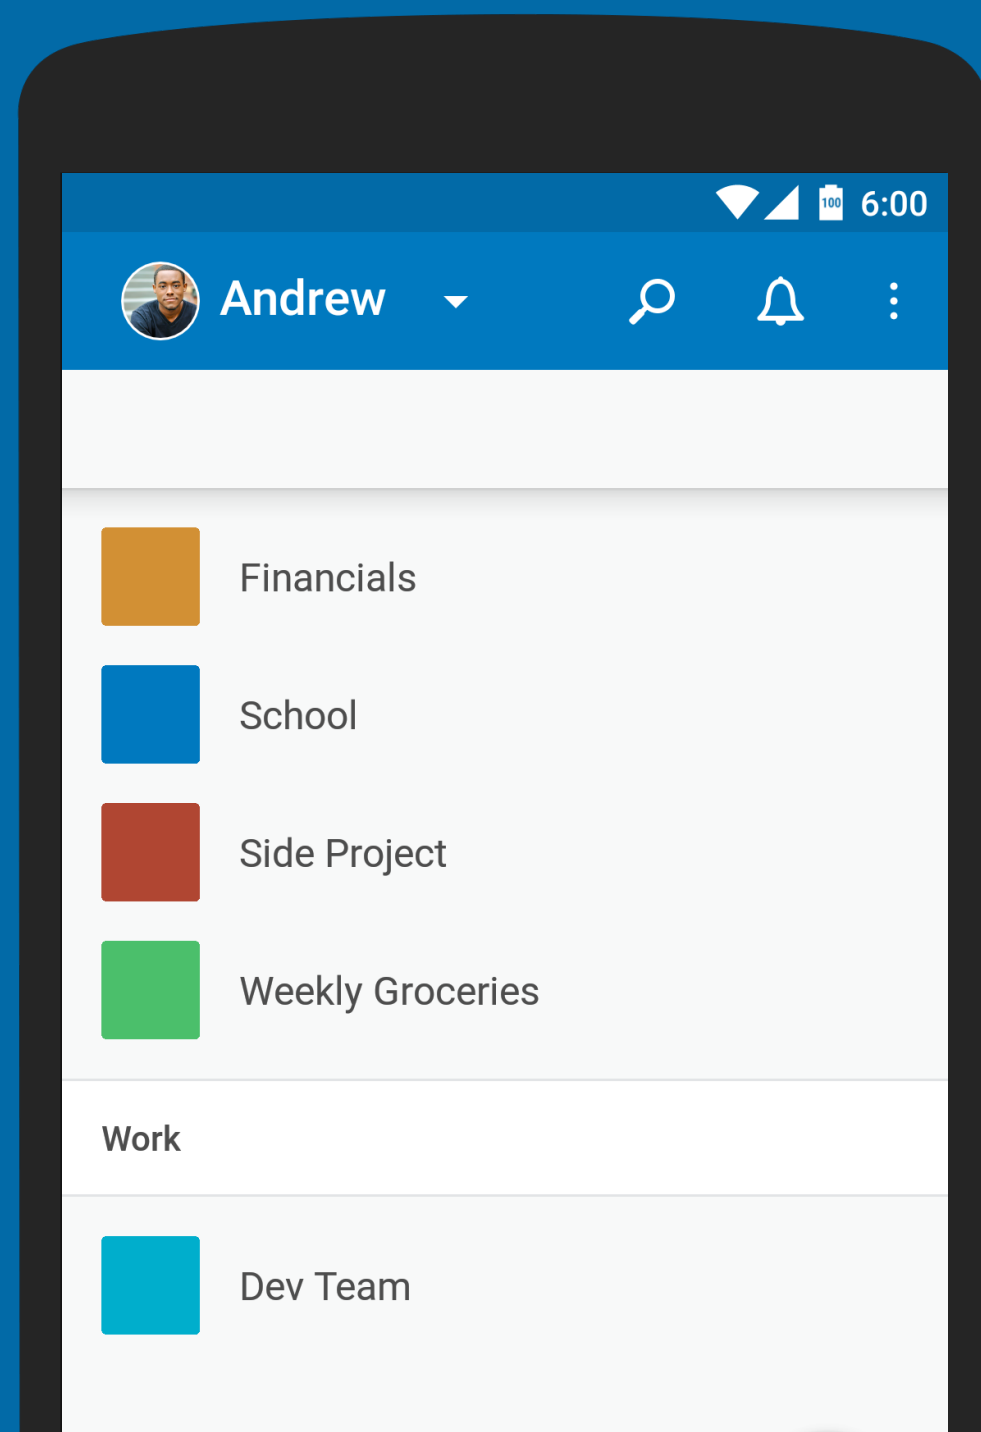 100 6:00
Andrew
Financials
School
Side Project
Weekly Groceries
Work
Dev Team